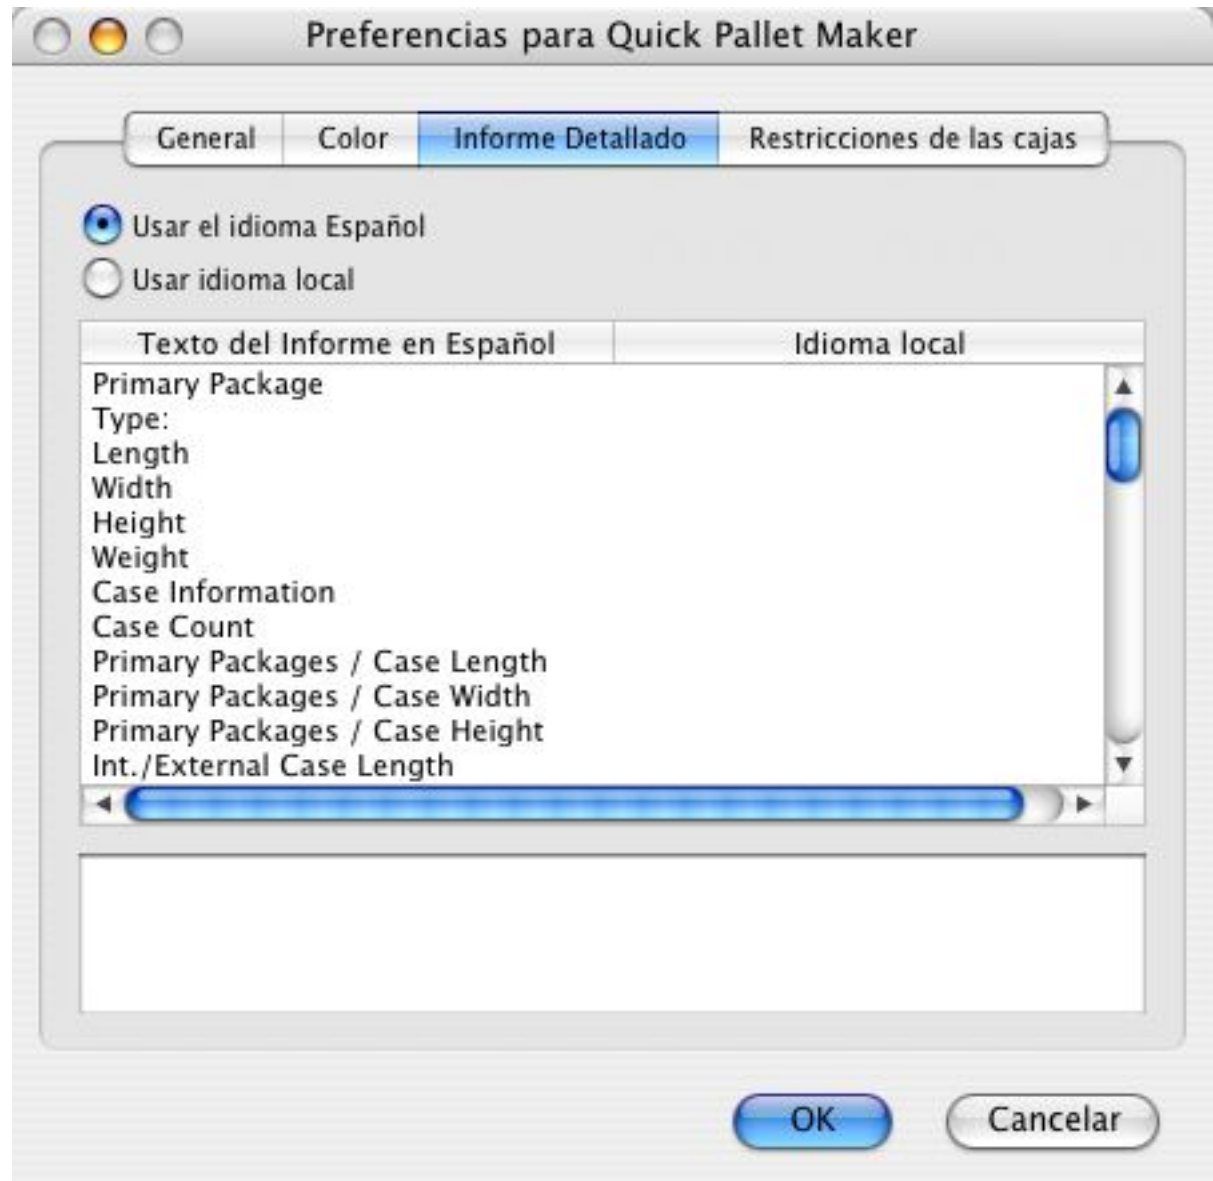 Preferencias para Quick Pallet Maker
General Color Informe Detallado Restricciones de las cajas
Usar el idioma Español
Usar idioma local
Texto del Informe en Español Idioma local
Primary Package
Type:
Length
Width
Height
Weight
Case Information
Case Count
Primary Packages / Case Length
Primary Packages / Case Width
Primary Packages / Case Height
Int./External Case Length
OK Cancelar